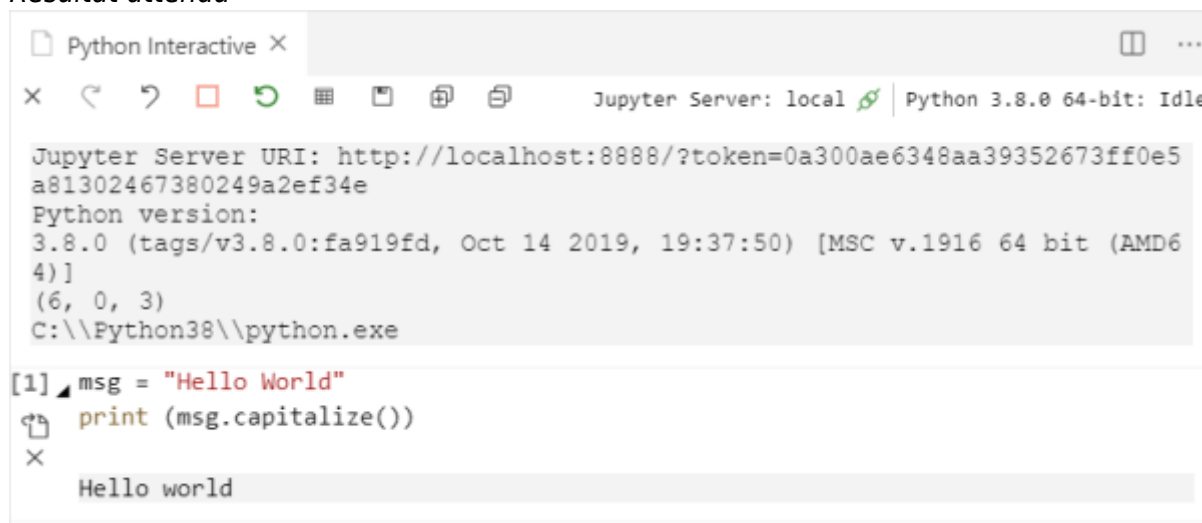 Résultat attendu
Python Interactive
Jupyter Server: local | Python 3.8.0 64-bit: Idle
Jupyter Server URI: http://localhost:8888/?token=0a300ae6348aa39352673ff0e5
a81302467380249a2ef34e
Python version:
3.8.0 (tags/v3.8.0:fa919fd, Oct 14 2019, 19:37:50) [MSC v.1916 64 bit (AMD6
4)]
(6, 0, 3)
C:\\Python38\\python.exe
[1] msg = "Hello World"
print (msg.capitalize())
Hello world